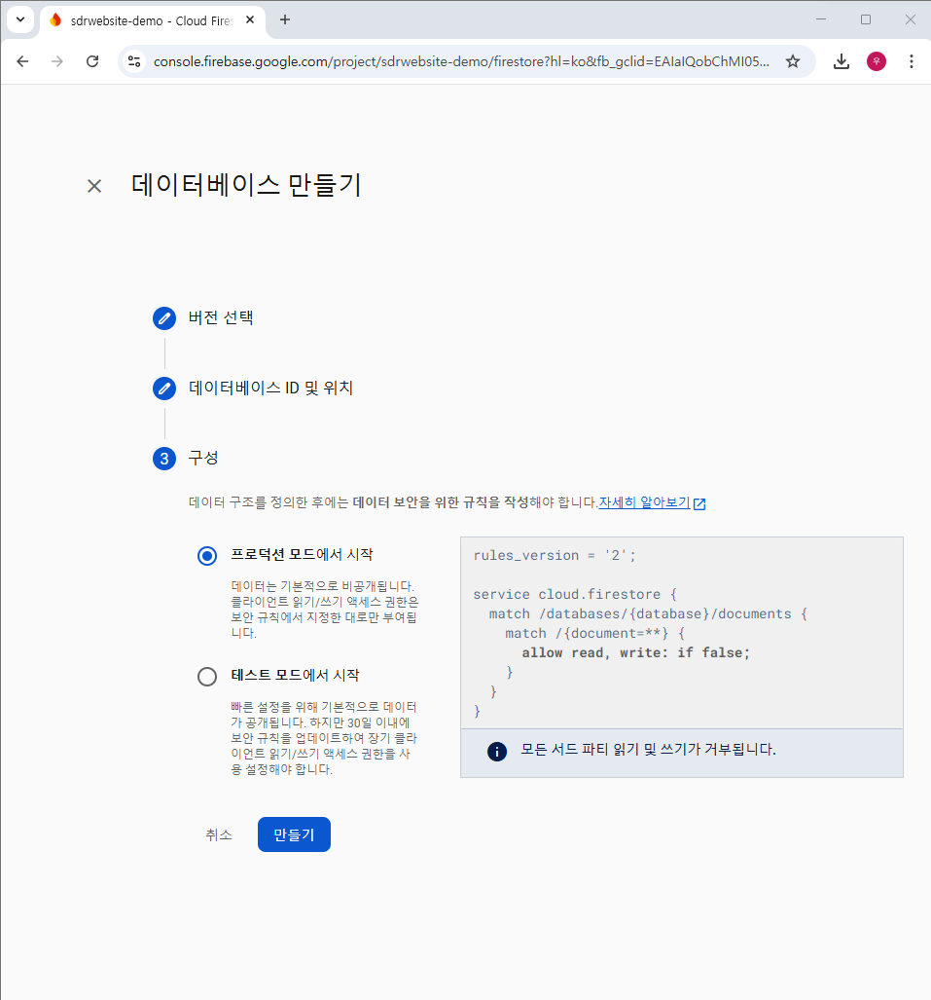 sdrwebsite-demo - Cloud Fires
console.firebase.google.com/project/sdrwebsite-demo/firestore?hl=ko&fb_gclid=EAIaIQobChMI05...
우
데이터베이스 만들기
버전 선택
데이터베이스 ID 및 위치
3 구성
데이터 구조를 정의한 후에는 데이터 보안을 위한 규칙을 작성해야 합니다.자세히 알아보기
프로덕션 모드에서 시작
데이터는 기본적으로 비공개됩니다.
클라이언트 읽기/쓰기 액세스 권한은
보안 규칙에서 지정한 대로만 부여됩
니다.
테스트 모드에서 시작
빠른 설정을 위해 기본적으로 데이터
가 공개됩니다. 하지만 30일 이내에
보안 규칙을 업데이트하여 장기 클라
이언트 읽기/쓰기 액세스 권한을 사
용 설정해야 합니다.
rules_version = '2';
service cloud.firestore {
match /databases/{database}/documents {
match /{document=**} {
allow read, write: if false;
}
}
}
모든 서드 파티 읽기 및 쓰기가 거부됩니다.
취소
만들기